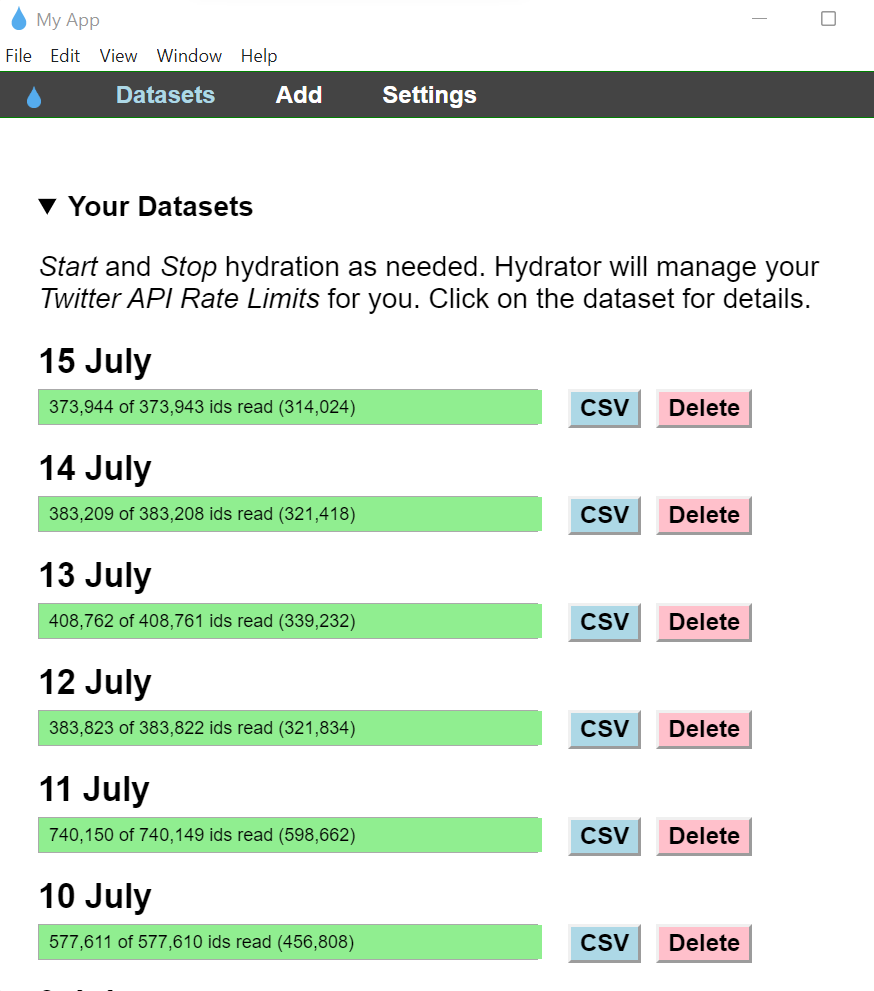 My App
File Edit View Window Help
Datasets Add Settings
▼ Your Datasets
Start and Stop hydration as needed. Hydrator will manage your
Twitter API Rate Limits for you. Click on the dataset for details.
15 July
373,944 of 373,943 ids read (314,024) CSV Delete
14 July
383,209 of 383,208 ids read (321,418) CSV Delete
13 July
408,762 of 408,761 ids read (339,232) CSV Delete
12 July
383,823 of 383,822 ids read (321,834) CSV Delete
11 July
740,150 of 740,149 ids read (598,662) CSV Delete
10 July
577,611 of 577,610 ids read (456,808) CSV Delete